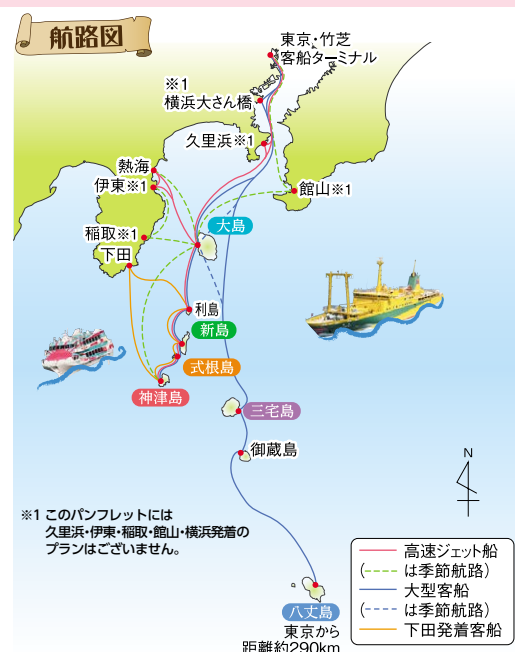 航路図
東京・竹芝
客船ターミナル
※1
横浜大さん橋
久里浜※1
熱海
伊東※1
館山※1
稲取※1
大島
下田
利島
新島
式根島
神津島
三宅島
御蔵島
N
※1 このパンフレットには
久里浜・伊東・稲取・館山・横浜発着の
プランはございません。
高速ジェット船
(----は季節航路)
大型客船
(----は季節航路)
下田発着客船
八丈島
東京から
距離約290km